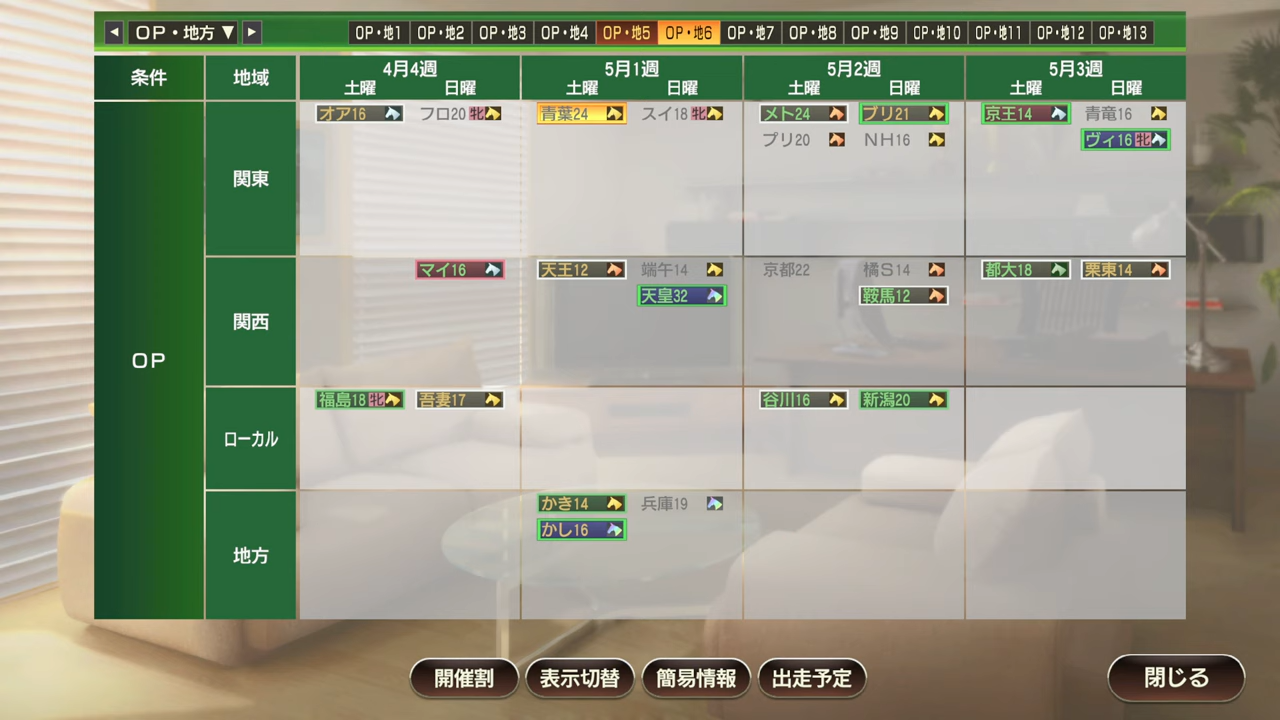 ◀ OP・地方▼ ▶ OP・地1 OP・地2 OP・地3 OP・地4 OP・地5 OP・地6 OP・地7 OP・地8 OP・地9 OP・地10 OP・地11 OP・地12 OP・地13
条件 地域 4月4週 5月1週 5月2週 5月3週
土曜 日曜 土曜 日曜 土曜 日曜 土曜 日曜
オア16 フロ20牝 青葉24 スイ18牝 メト24 プリ21 京王14 青竜16
プリ20 NH16 ヴィ16牝
関東
マイ16 天王12 端午14 京都22 橘S14 都大18 栗東14
天皇32 鞍馬12
関西
OP
福島18牝 吾妻17 谷川16 新潟20
ローカル
かき14 兵庫19
かし16
地方
開催割 表示切替 簡易情報 出走予定 閉じる